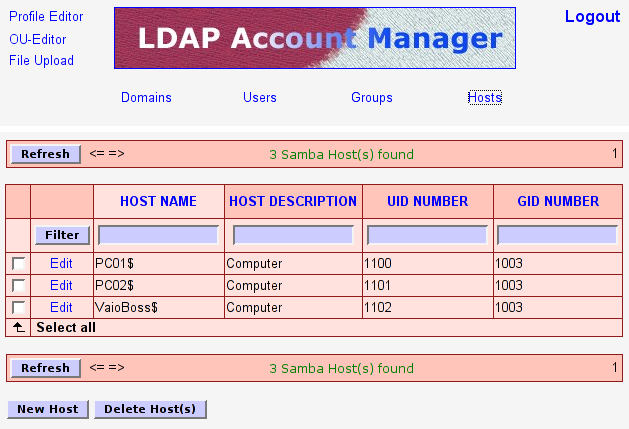 Profile Editor
OU-Editor
File Upload
LDAP Account Manager
Logout
Domains Users Groups Hosts
Refresh <= => 3 Samba Host(s) found 1
HOST NAME HOST DESCRIPTION UID NUMBER GID NUMBER
Filter
Edit PC01$ Computer 1100 1003
Edit PC02$ Computer 1101 1003
Edit VaioBoss$ Computer 1102 1003
Select all
Refresh <= => 3 Samba Host(s) found 1
New Host Delete Host(s)